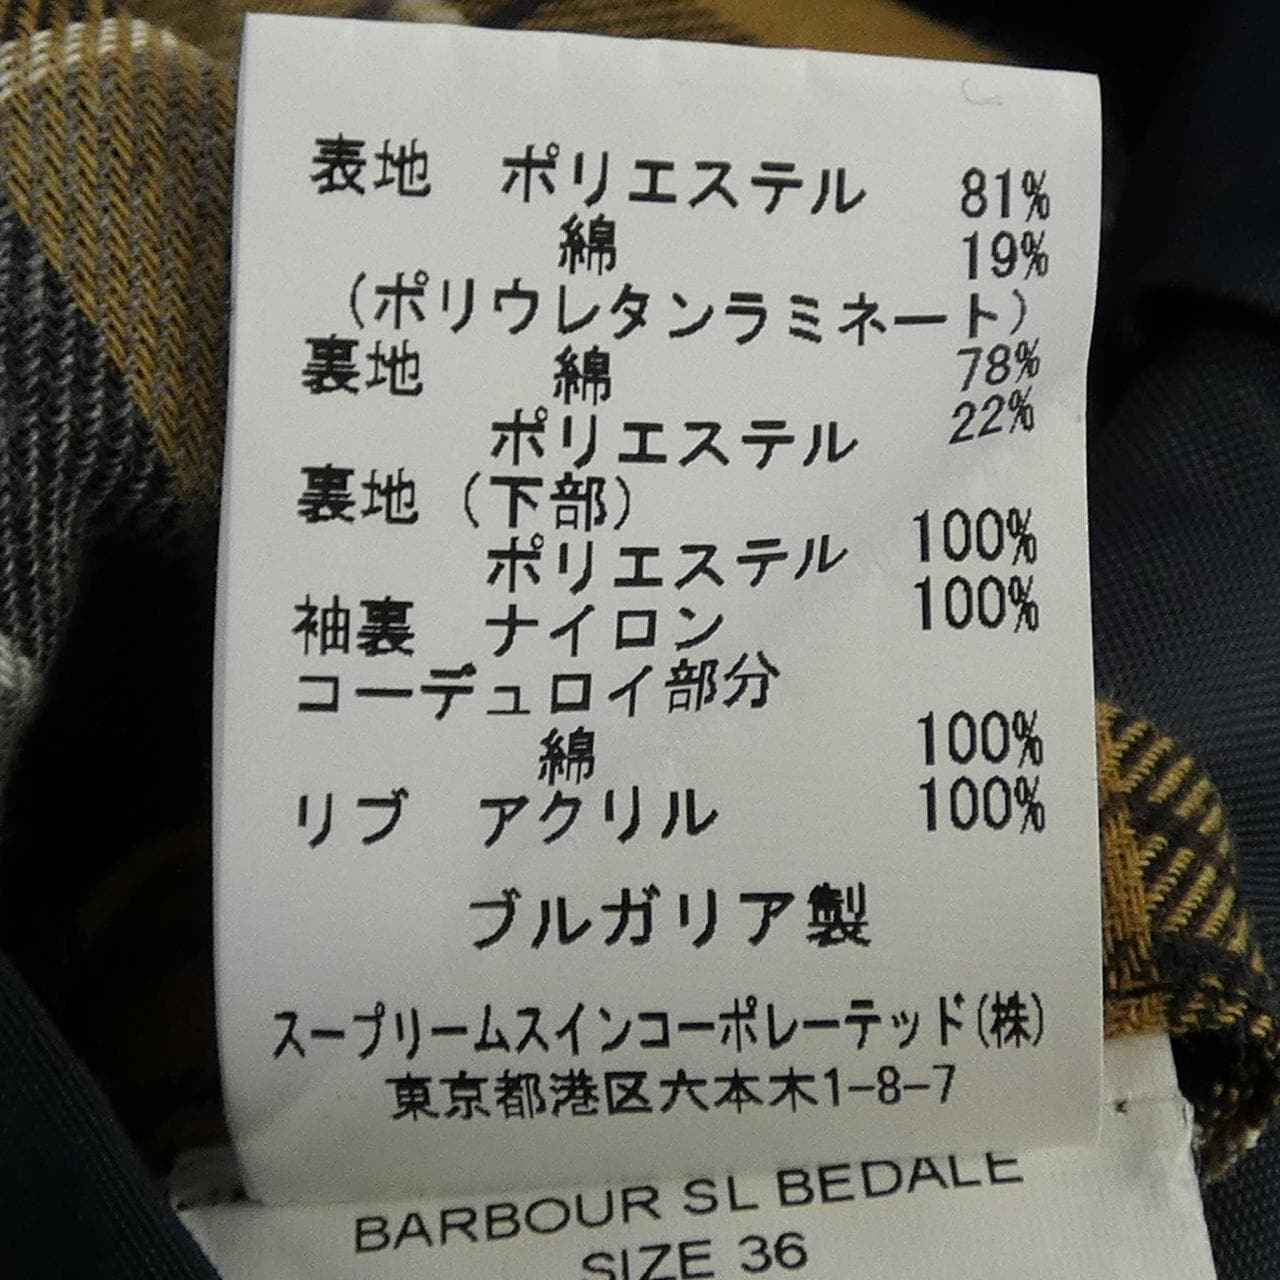 表地 ポリエステル 81%
綿 19%
（ポリウレタンラミネート）
裏地 綿 78%
ポリエステル 22%
裏地（下部）
ポリエステル 100%
袖裏 ナイロン 100%
コーデュロイ部分
綿 100%
リブ アクリル 100%
ブルガリア製
スープリームスインコーポレーテッド(株)
東京都港区六本木1-8-7
BARBOUR SL BEDALE
SIZE 36